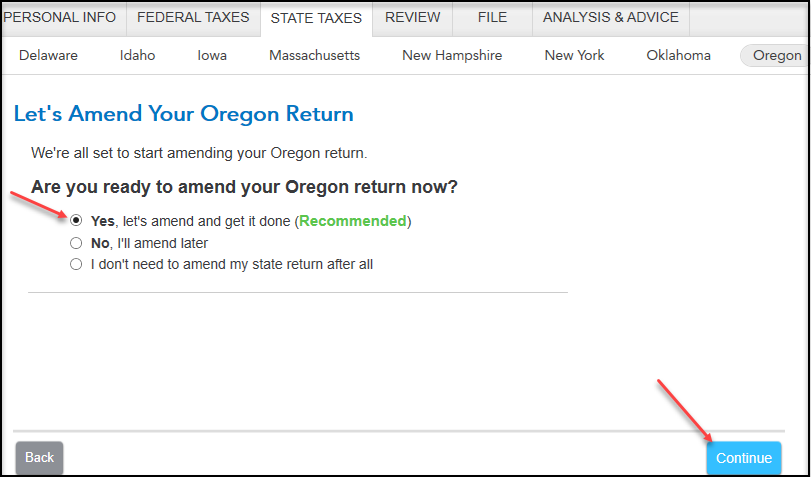 PERSONAL INFO FEDERAL TAXES STATE TAXES REVIEW FILE ANALYSIS & ADVICE
Delaware Idaho Iowa Massachusetts New Hampshire New York Oklahoma Oregon
Let's Amend Your Oregon Return
We're all set to start amending your Oregon return.
Are you ready to amend your Oregon return now?
Yes, let's amend and get it done (Recommended)
No, I'll amend later
I don't need to amend my state return after all
Back Continue